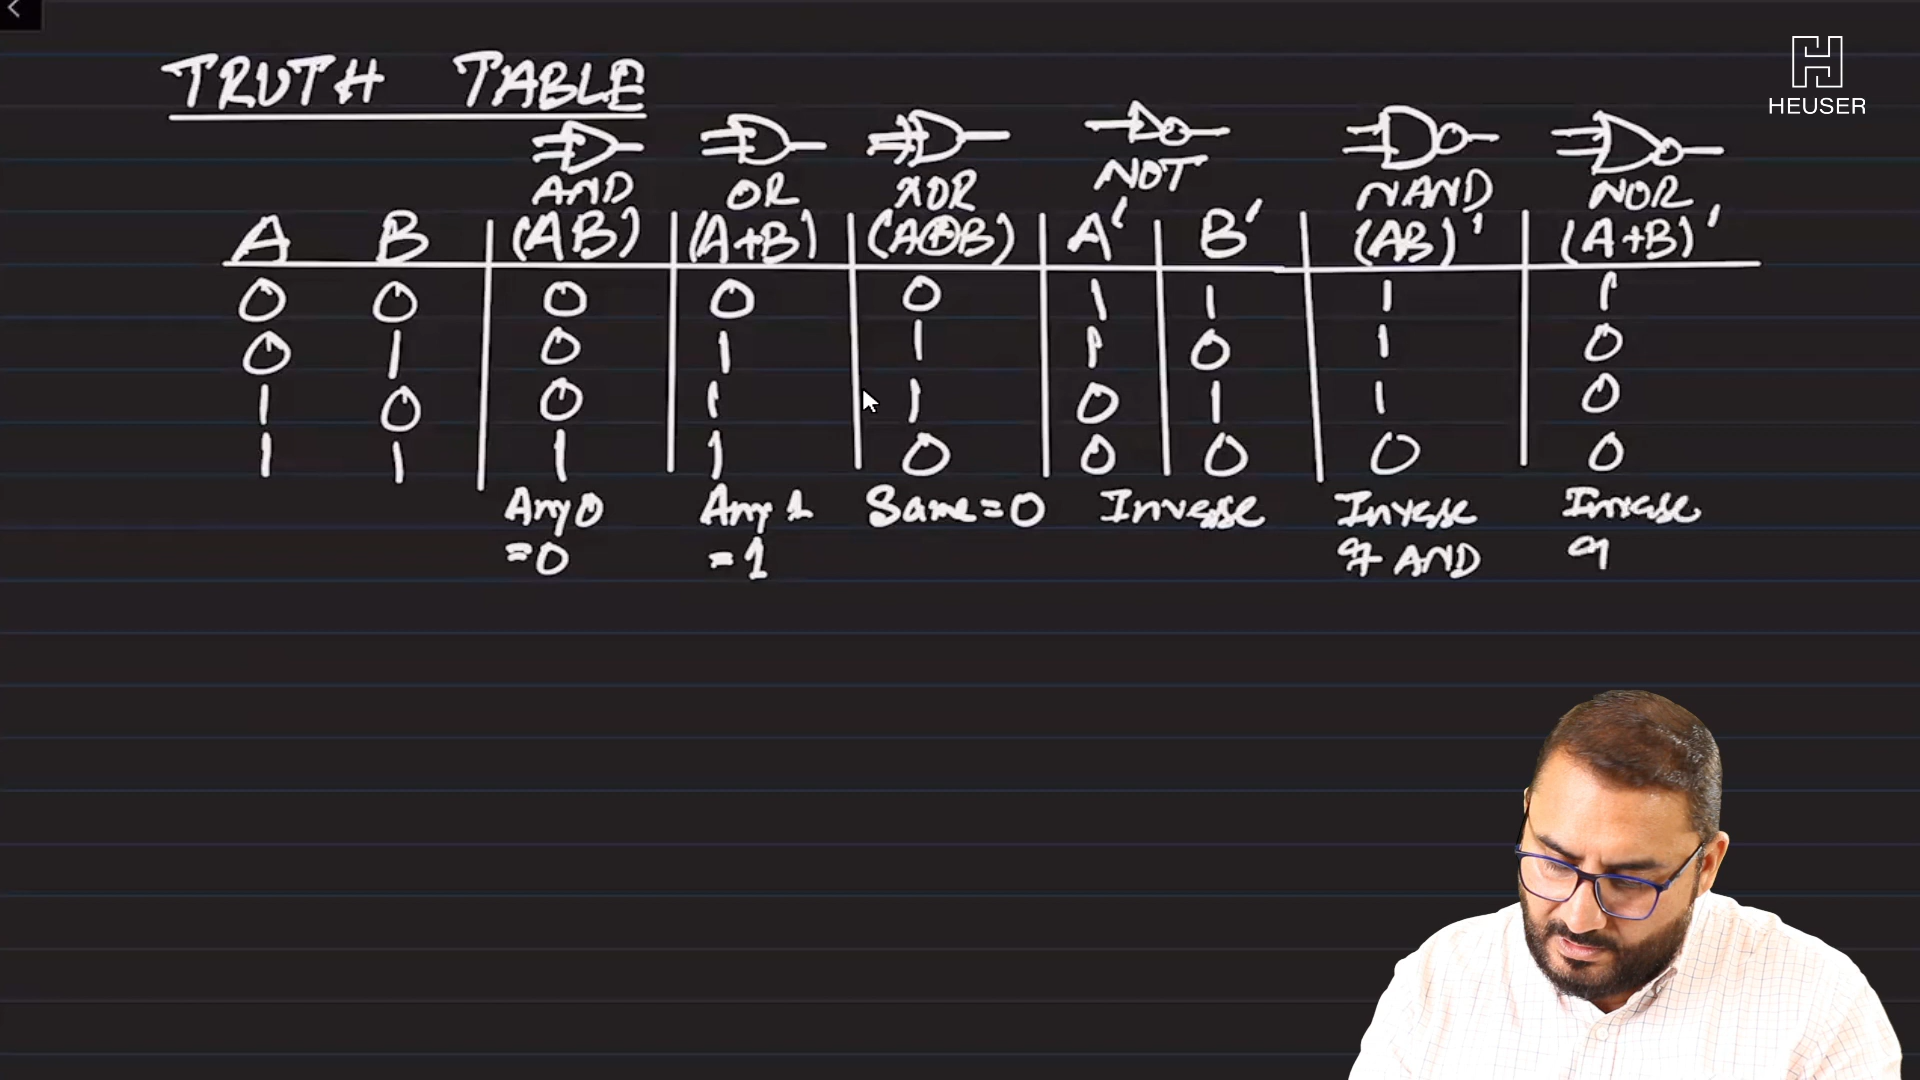 TRUTH TABLE
HEUSER
AND OR XOR NOT NAND NOR
A B (AB) (A+B) (A⊕B) A' B' (AB)' (A+B)'
0 0 0 0 0 1 1 1 1
0 1 0 1 1 1 0 1 0
1 0 0 1 1 0 1 1 0
1 1 1 1 0 0 0 0 0
Any 0 Any 1 Same=0 Inverse Inverse Inverse
=0 =1 of AND